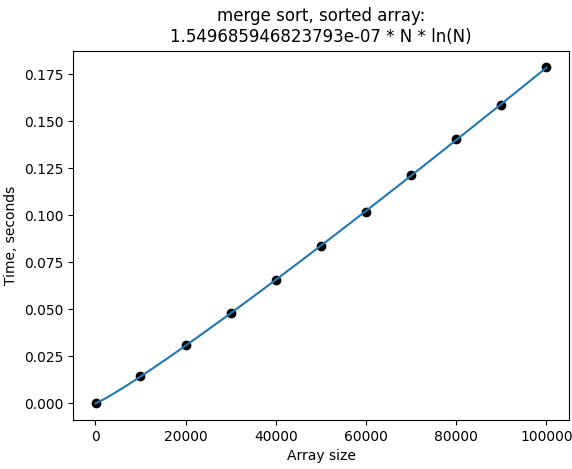 merge sort, sorted array:
1.549685946823793e-07 * N * ln(N)
0.175
0.150
0.125
0.100
0.075
0.050
0.025
0.000
Time, seconds
0 20000 40000 60000 80000 100000
Array size